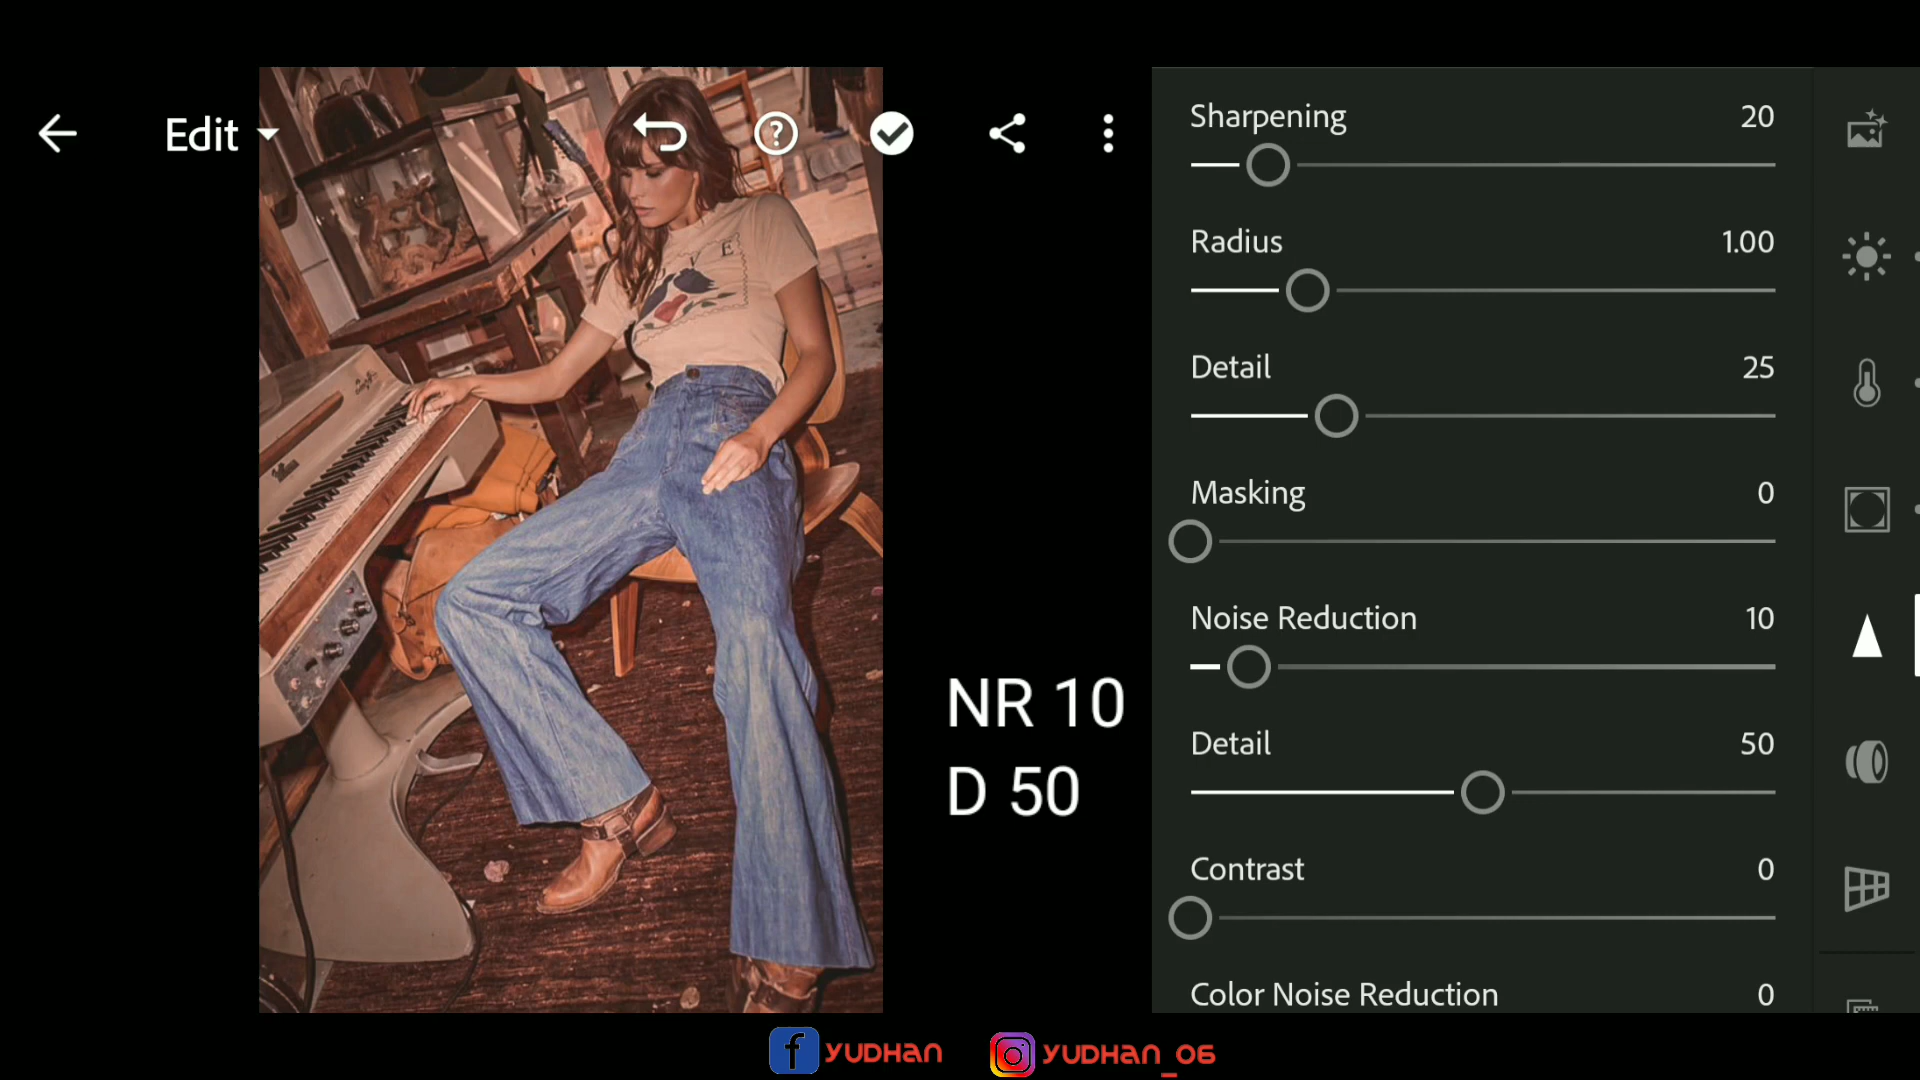 Edit
Sharpening 20
Radius 1.00
Detail 25
Masking 0
Noise Reduction 10
Detail 50
Contrast 0
Color Noise Reduction 0
NR 10
D 50
YUDHAN
YUDHAN_06